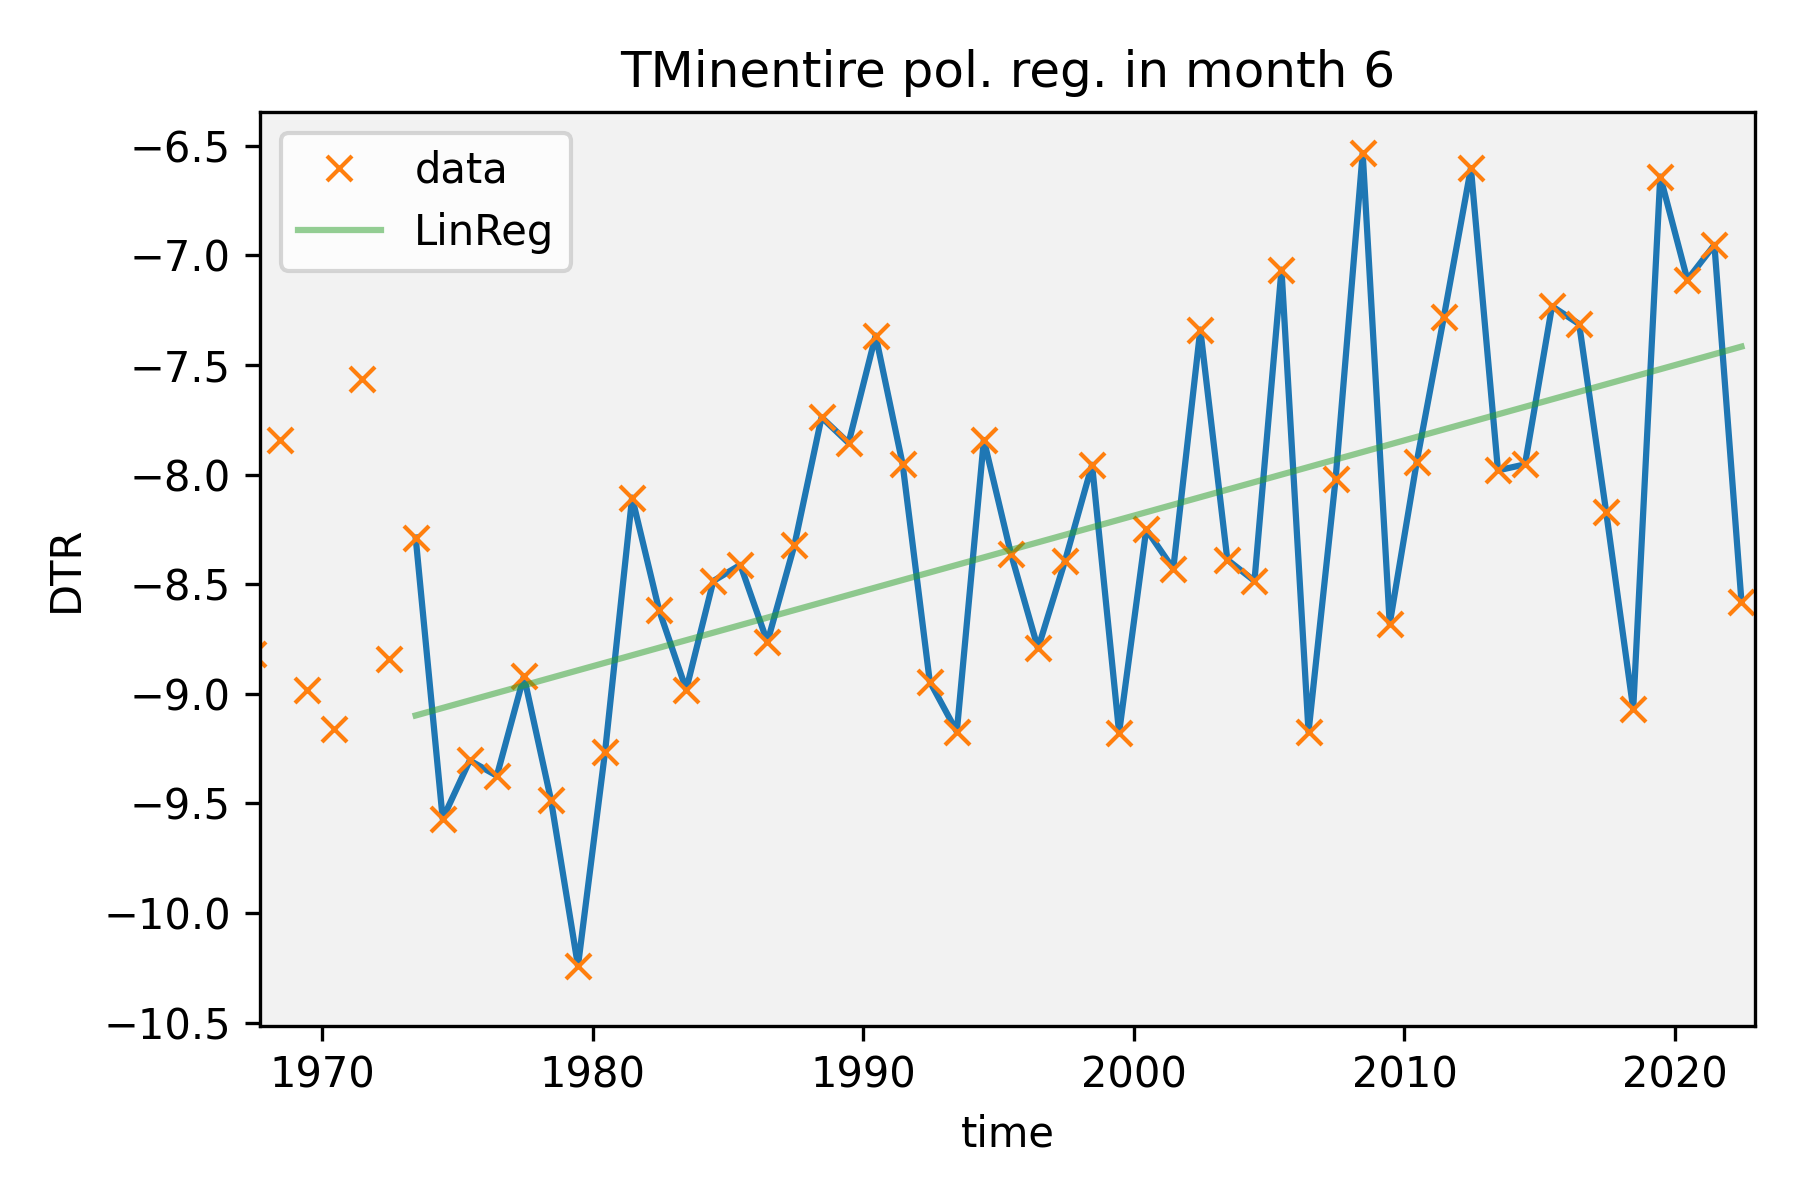 TMinentire pol. reg. in month 6
data
LinReg
−6.5
−7.0
−7.5
−8.0
−8.5
−9.0
−9.5
−10.0
−10.5
DTR
1970 1980 1990 2000 2010 2020
time